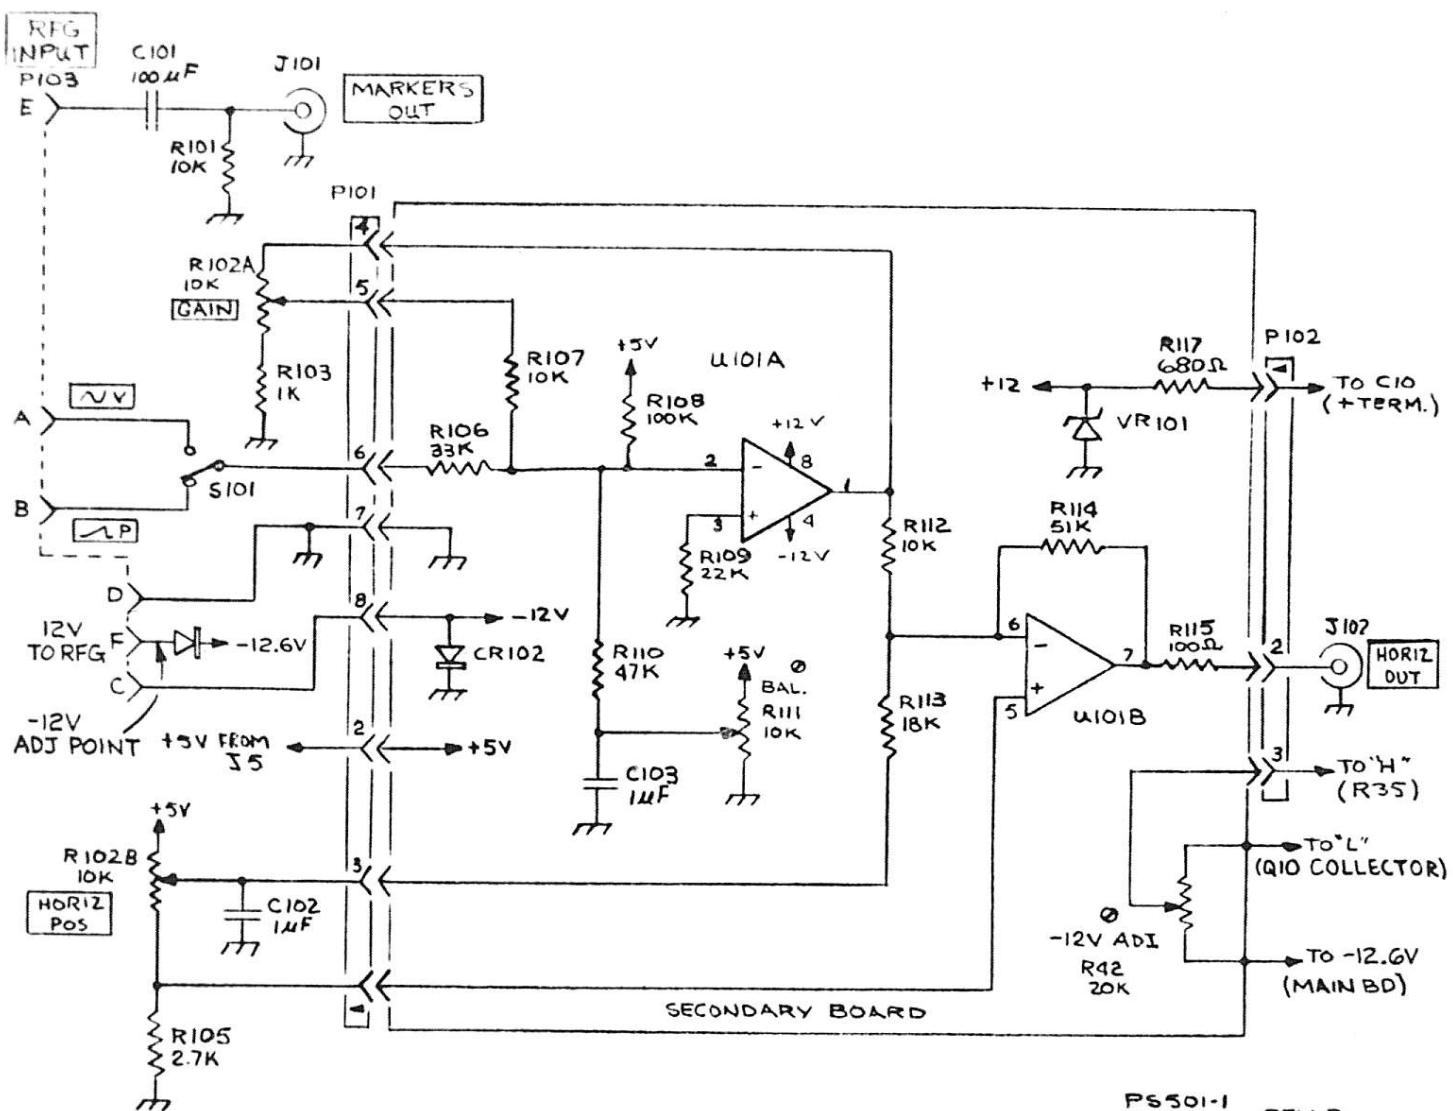 RFG
INPUT
P103
E
C101
100µF
J101
MARKERS
OUT
R101
10K
P101
4
R102A
10K
GAIN
5
R103
1K
R107
10K
+5V
R108
100K
U101A
+12V
8
2
-
1
+
3
4
-12V
R109
22K
A
∿V
R106
33K
6
S101
B
P
7
D
8
-12V
12V
TO RFG
F
-12.6V
C
CR102
-12V
ADJ POINT
+5V FROM
J5
2
+5V
R110
47K
+5V
BAL.
R111
10K
C103
1µF
R112
10K
R113
18K
R114
51K
6
-
7
+
5
U101B
R115
100Ω
2
J102
HORIZ
OUT
+12
VR101
R117
680Ω
P102
TO C10
(+TERM.)
3
TO "H"
(R35)
TO "L"
(Q10 COLLECTOR)
-12V ADJ
R42
20K
TO -12.6V
(MAIN BD)
+5V
R102B
10K
HORIZ
POS
C102
1µF
3
R105
2.7K
SECONDARY BOARD
PS501-1